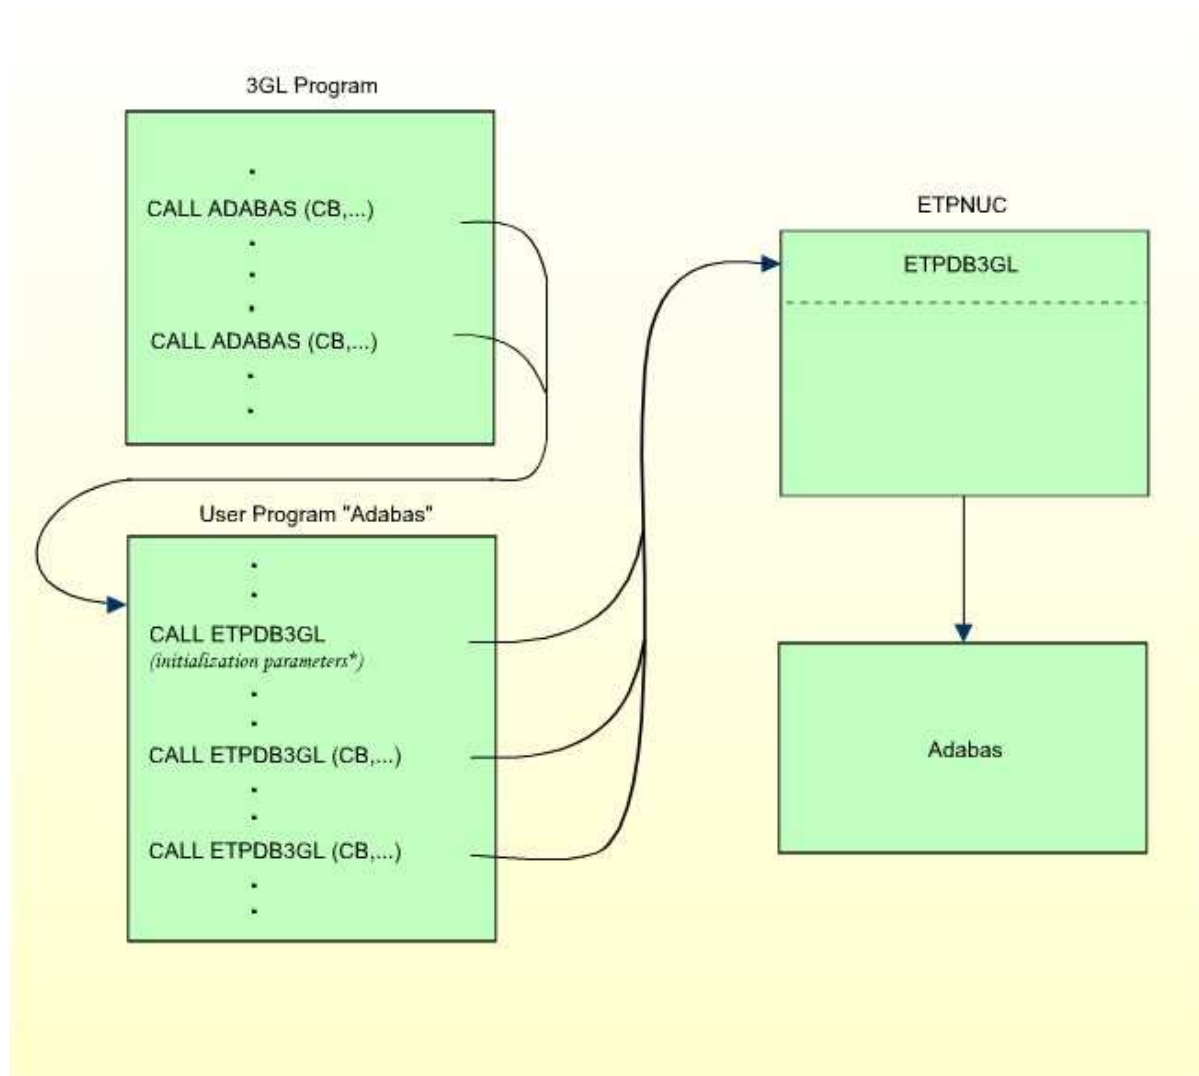 3GL Program
CALL ADABAS (CB,...)
CALL ADABAS (CB,...)
User Program "Adabas"
CALL ETPDB3GL
(initialization parameters*)
CALL ETPDB3GL (CB,...)
CALL ETPDB3GL (CB,...)
ETPNUC
ETPDB3GL
Adabas